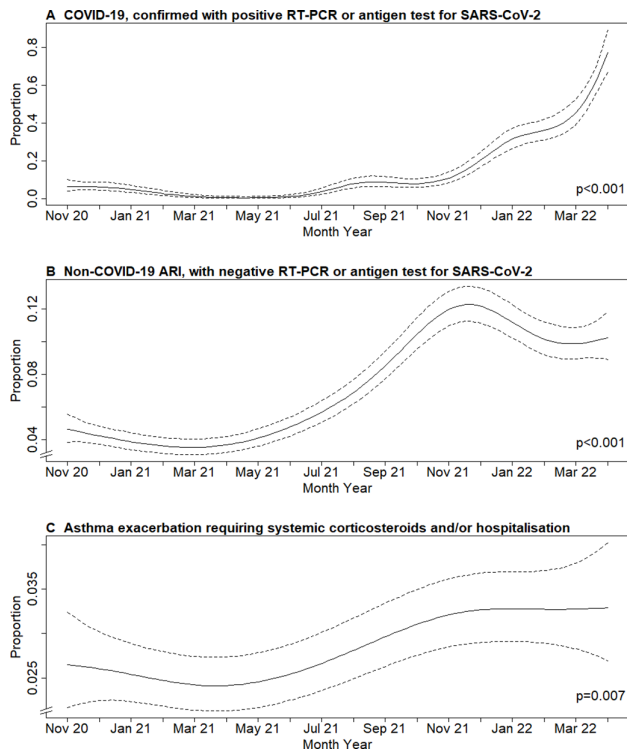 A COVID-19, confirmed with positive RT-PCR or antigen test for SARS-CoV-2
Proportion
0.8
0.6
0.4
0.2
0.0
p<0.001
Nov 20 Jan 21 Mar 21 May 21 Jul 21 Sep 21 Nov 21 Jan 22 Mar 22
Month Year
B Non-COVID-19 ARI, with negative RT-PCR or antigen test for SARS-CoV-2
Proportion
0.12
0.08
0.04
p<0.001
Nov 20 Jan 21 Mar 21 May 21 Jul 21 Sep 21 Nov 21 Jan 22 Mar 22
Month Year
C Asthma exacerbation requiring systemic corticosteroids and/or hospitalisation
Proportion
0.035
0.025
p=0.007
Nov 20 Jan 21 Mar 21 May 21 Jul 21 Sep 21 Nov 21 Jan 22 Mar 22
Month Year